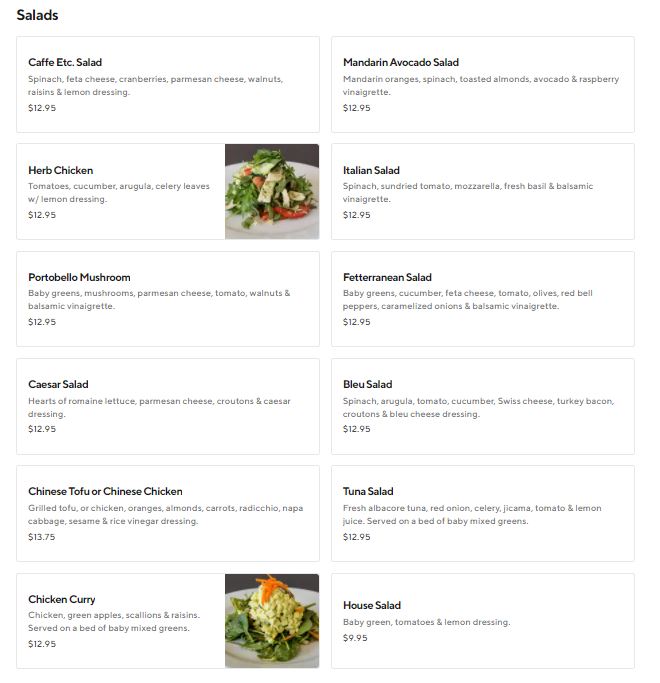 Salads
Caffe Etc. Salad
Spinach, feta cheese, cranberries, parmesan cheese, walnuts,
raisins & lemon dressing.
$12.95
Mandarin Avocado Salad
Mandarin oranges, spinach, toasted almonds, avocado & raspberry
vinaigrette.
$12.95
Herb Chicken
Tomatoes, cucumber, arugula, celery leaves
w/ lemon dressing.
$12.95
Italian Salad
Spinach, sundried tomato, mozzarella, fresh basil & balsamic
vinaigrette.
$12.95
Portobello Mushroom
Baby greens, mushrooms, parmesan cheese, tomato, walnuts &
balsamic vinaigrette.
$12.95
Fetterranean Salad
Baby greens, cucumber, feta cheese, tomato, olives, red bell
peppers, caramelized onions & balsamic vinaigrette.
$12.95
Caesar Salad
Hearts of romaine lettuce, parmesan cheese, croutons & caesar
dressing.
$12.95
Bleu Salad
Spinach, arugula, tomato, cucumber, Swiss cheese, turkey bacon,
croutons & bleu cheese dressing.
$12.95
Chinese Tofu or Chinese Chicken
Grilled tofu, or chicken, oranges, almonds, carrots, radicchio, napa
cabbage, sesame & rice vinegar dressing.
$13.75
Tuna Salad
Fresh albacore tuna, red onion, celery, jicama, tomato & lemon
juice. Served on a bed of baby mixed greens.
$12.95
Chicken Curry
Chicken, green apples, scallions & raisins.
Served on a bed of baby mixed greens.
$12.95
House Salad
Baby green, tomatoes & lemon dressing.
$9.95